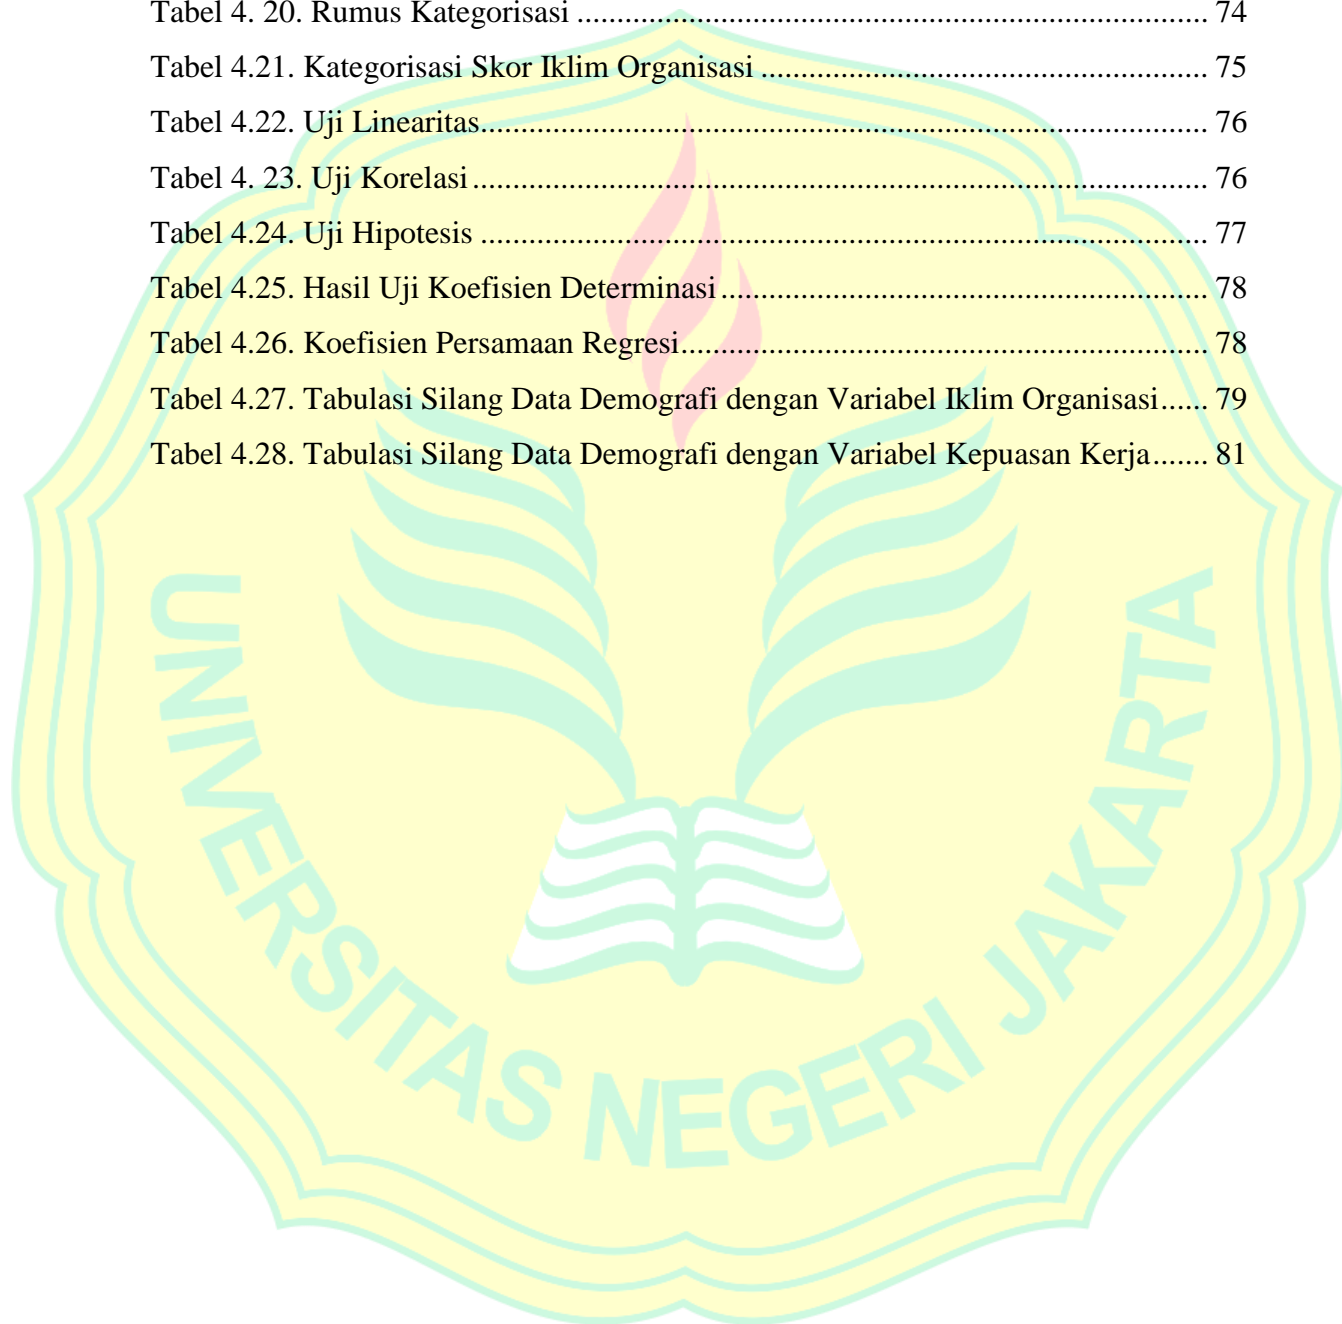 Tabel 4. 20. Rumus Kategorisasi ............................................................................... 74
Tabel 4.21. Kategorisasi Skor Iklim Organisasi ........................................................ 75
Tabel 4.22. Uji Linearitas........................................................................................... 76
Tabel 4. 23. Uji Korelasi ............................................................................................ 76
Tabel 4.24. Uji Hipotesis ........................................................................................... 77
Tabel 4.25. Hasil Uji Koefisien Determinasi ............................................................. 78
Tabel 4.26. Koefisien Persamaan Regresi.................................................................. 78
Tabel 4.27. Tabulasi Silang Data Demografi dengan Variabel Iklim Organisasi...... 79
Tabel 4.28. Tabulasi Silang Data Demografi dengan Variabel Kepuasan Kerja....... 81
UNIVERSITAS NEGERI JAKARTA